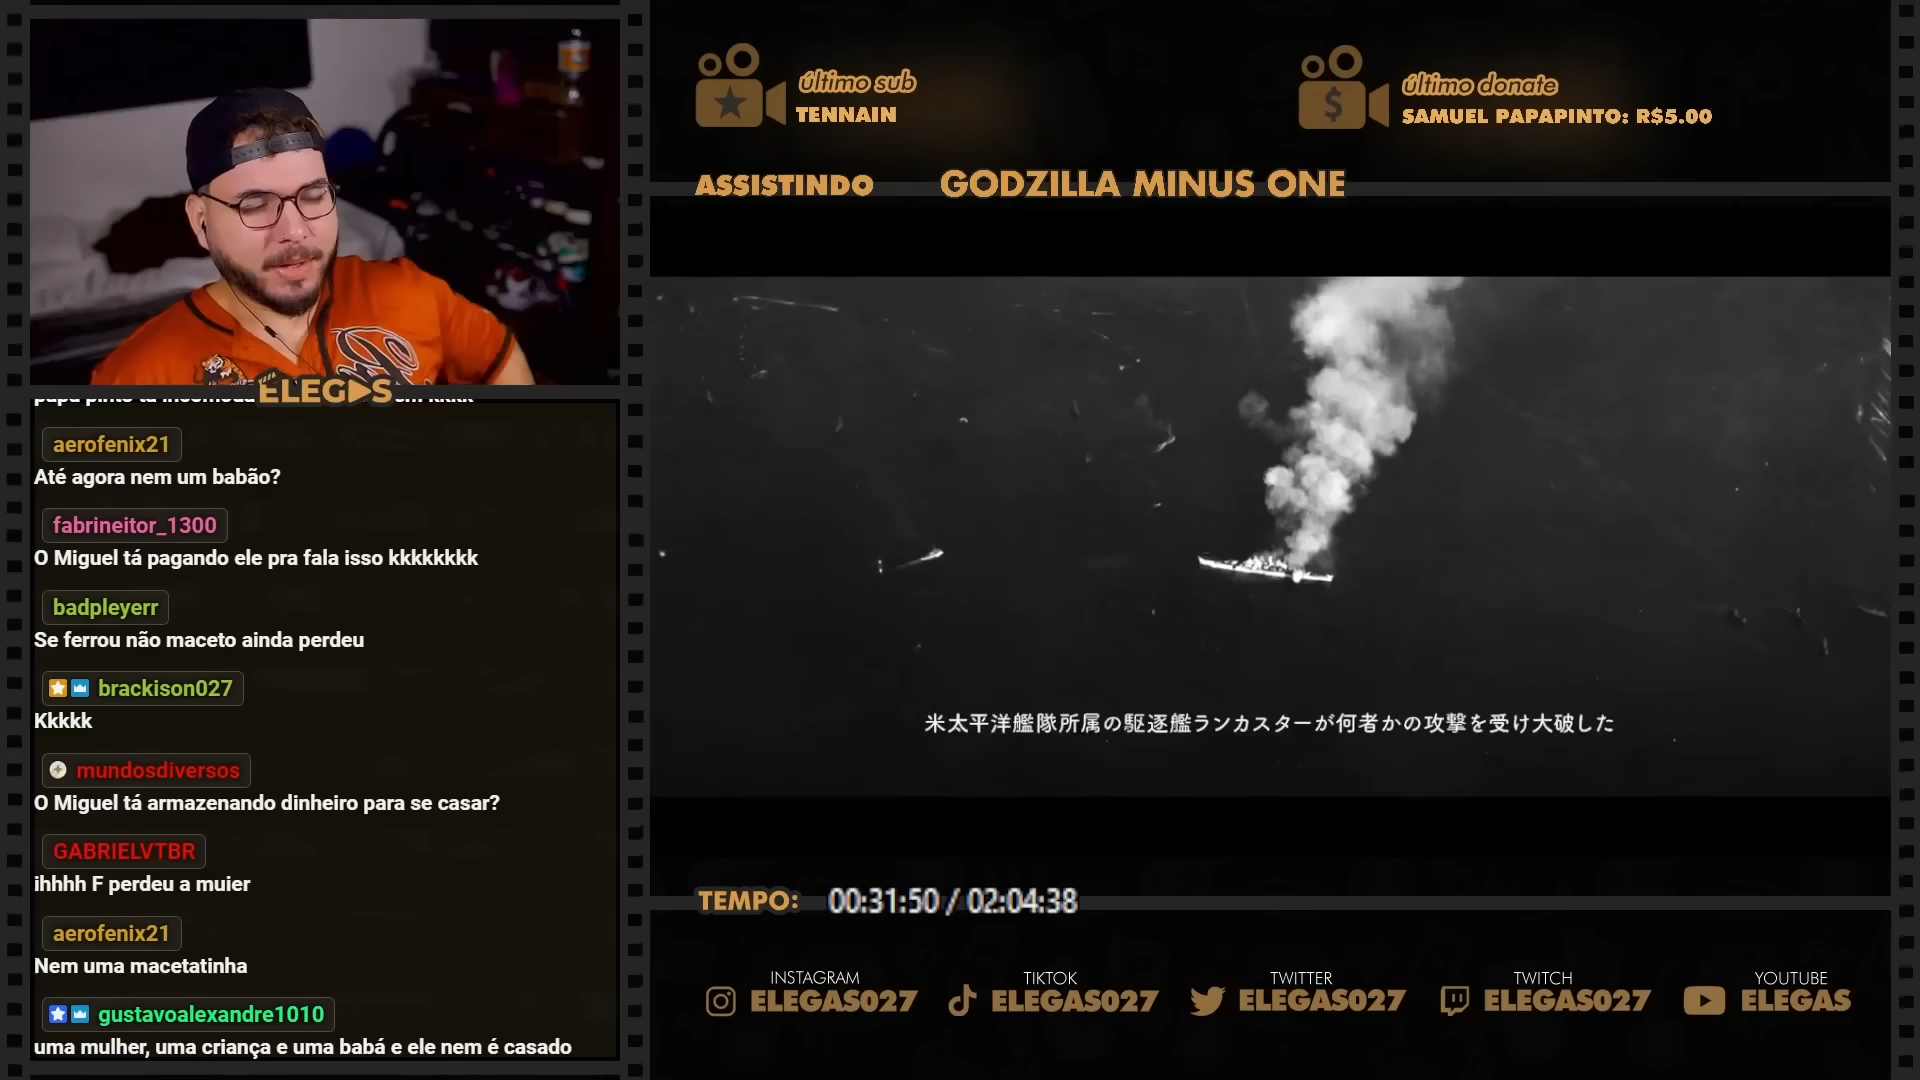 último sub
TENNAIN
último donate
SAMUEL PAPAPINTO: R$5.00
ASSISTINDO GODZILLA MINUS ONE
ELEGAS
aerofenix21
Até agora nem um babão?
fabrineitor_1300
O Miguel tá pagando ele pra fala isso kkkkkkkk
badpleyerr
Se ferrou não maceto ainda perdeu
brackison027
Kkkkk
mundosdiversos
O Miguel tá armazenando dinheiro para se casar?
GABRIELVTBR
ihhhh F perdeu a muier
aerofenix21
Nem uma macetatinha
gustavoalexandre1010
uma mulher, uma criança e uma babá e ele nem é casado
米太平洋艦隊所属の駆逐艦ランカスターが何者かの攻撃を受け大破した
TEMPO: 00:31:50 / 02:04:38
INSTAGRAM
ELEGAS027
TIKTOK
ELEGAS027
TWITTER
ELEGAS027
TWITCH
ELEGAS027
YOUTUBE
ELEGAS